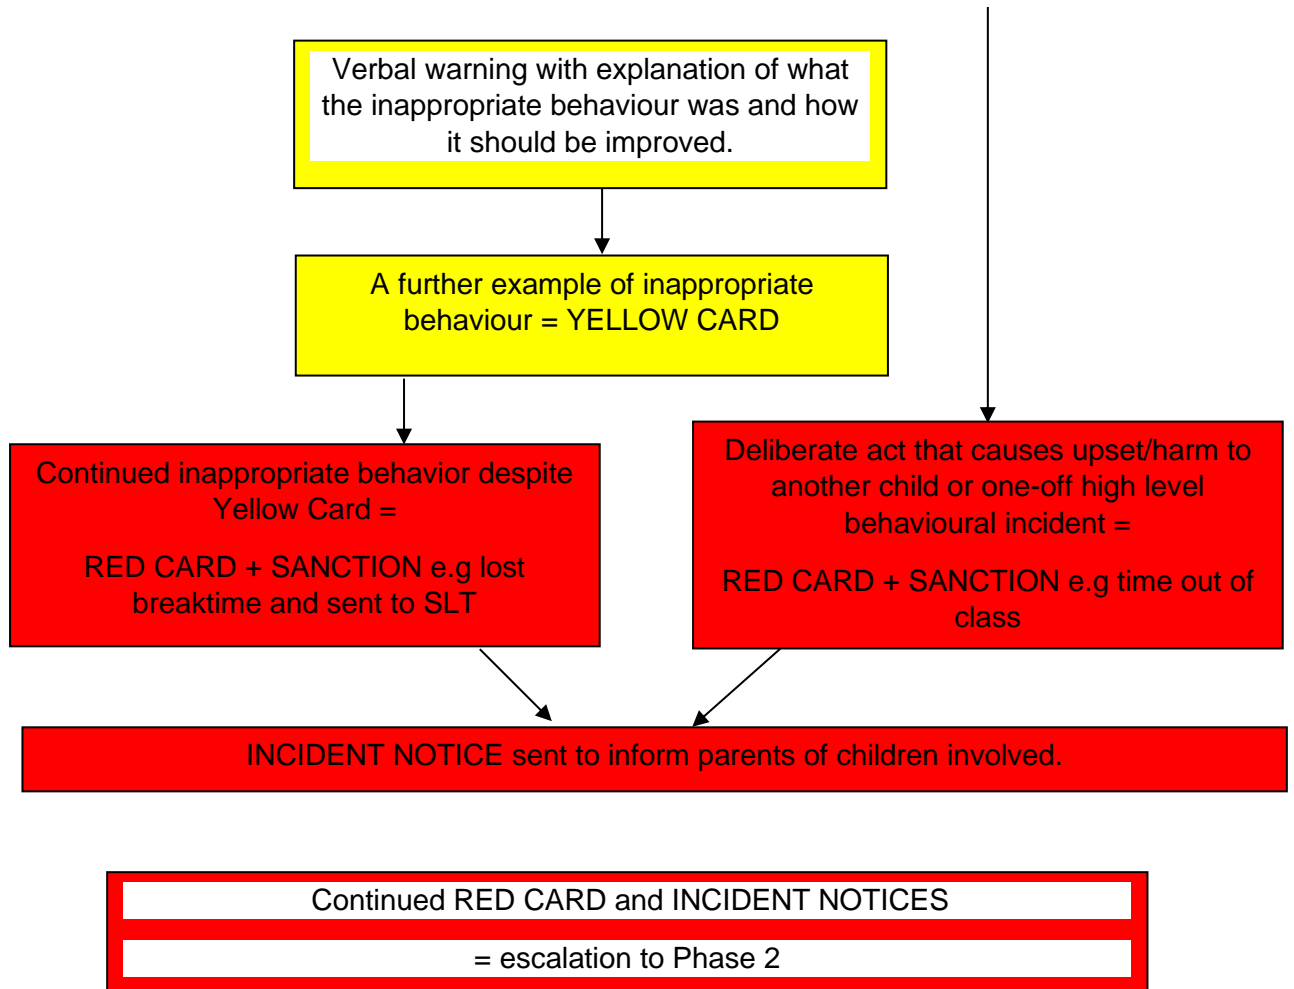 Verbal warning with explanation of what
the inappropriate behaviour was and how
it should be improved.
A further example of inappropriate
behaviour = YELLOW CARD
Continued inappropriate behavior despite
Yellow Card =
RED CARD + SANCTION e.g lost
breaktime and sent to SLT
Deliberate act that causes upset/harm to
another child or one-off high level
behavioural incident =
RED CARD + SANCTION e.g time out of
class
INCIDENT NOTICE sent to inform parents of children involved.
Continued RED CARD and INCIDENT NOTICES
= escalation to Phase 2